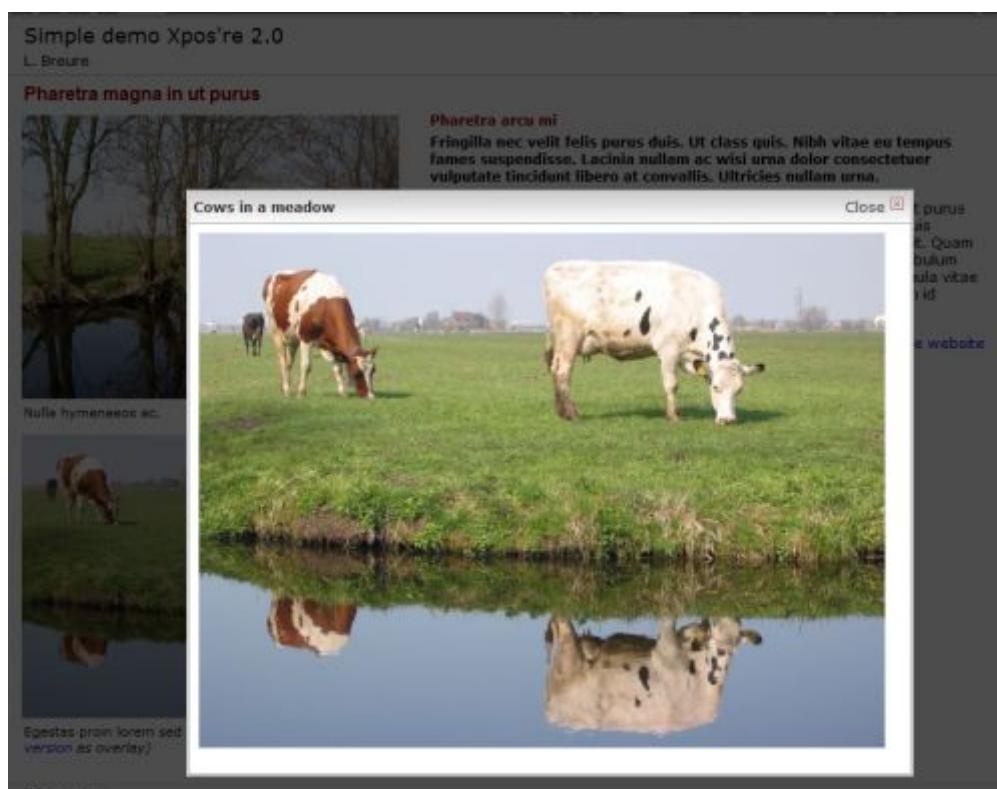 Simple demo Xpos're 2.0
L. Breure
Pharetra magna in ut purus
Pharetra arcu mi
Fringilla nec velit felis purus duis. Ut class quis. Nibh vitae eu tempus
fames suspendisse. Lacinia nullam ac wisi urna dolor consectetuer
vulputate tincidunt libero at convallis. Ultricies nullam urna.
Cows in a meadow
Close
t purus
uis
t. Quam
bulum
ula vitae
id
e website
Nulla hymenaeos ac.
Egestas proin lorem sed
version as overlay)